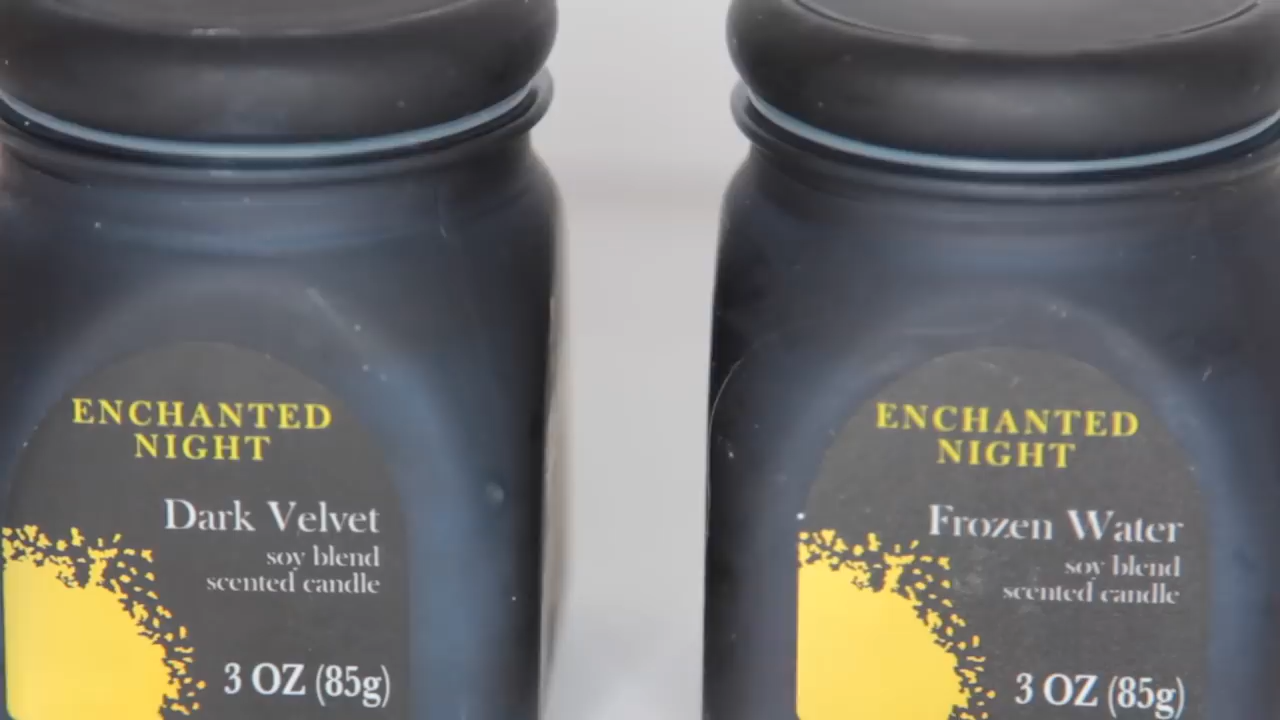 ENCHANTED
NIGHT
Dark Velvet
soy blend
scented candle
3 OZ (85g)
ENCHANTED
NIGHT
Frozen Water
soy blend
scented candle
3 OZ (85g)